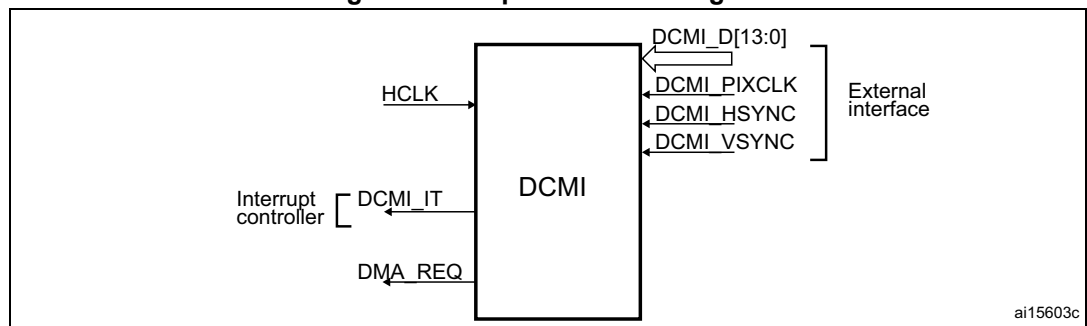 DCMI_D[13:0]
DCMI_PIXCLK
HCLK
External
interface
DCMI_HSYNC
DCMI_VSYNC
DCMI
Interrupt
controller
DCMI_IT
DMA_REQ
ai15603c